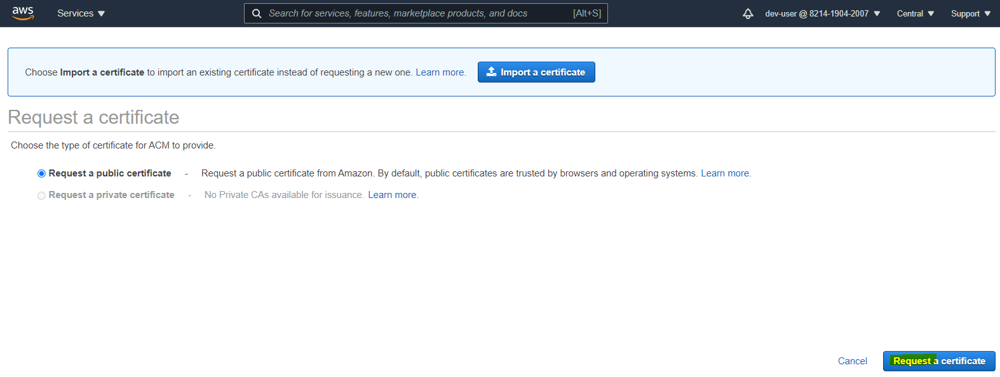 aws Services Search for services, features, marketplace products, and docs [Alt+S] dev-user @ 8214-1904-2007 Central Support
Choose Import a certificate to import an existing certificate instead of requesting a new one. Learn more. Import a certificate
Request a certificate
Choose the type of certificate for ACM to provide.
Request a public certificate - Request a public certificate from Amazon. By default, public certificates are trusted by browsers and operating systems. Learn more.
Request a private certificate - No Private CAs available for issuance. Learn more.
Cancel Request a certificate